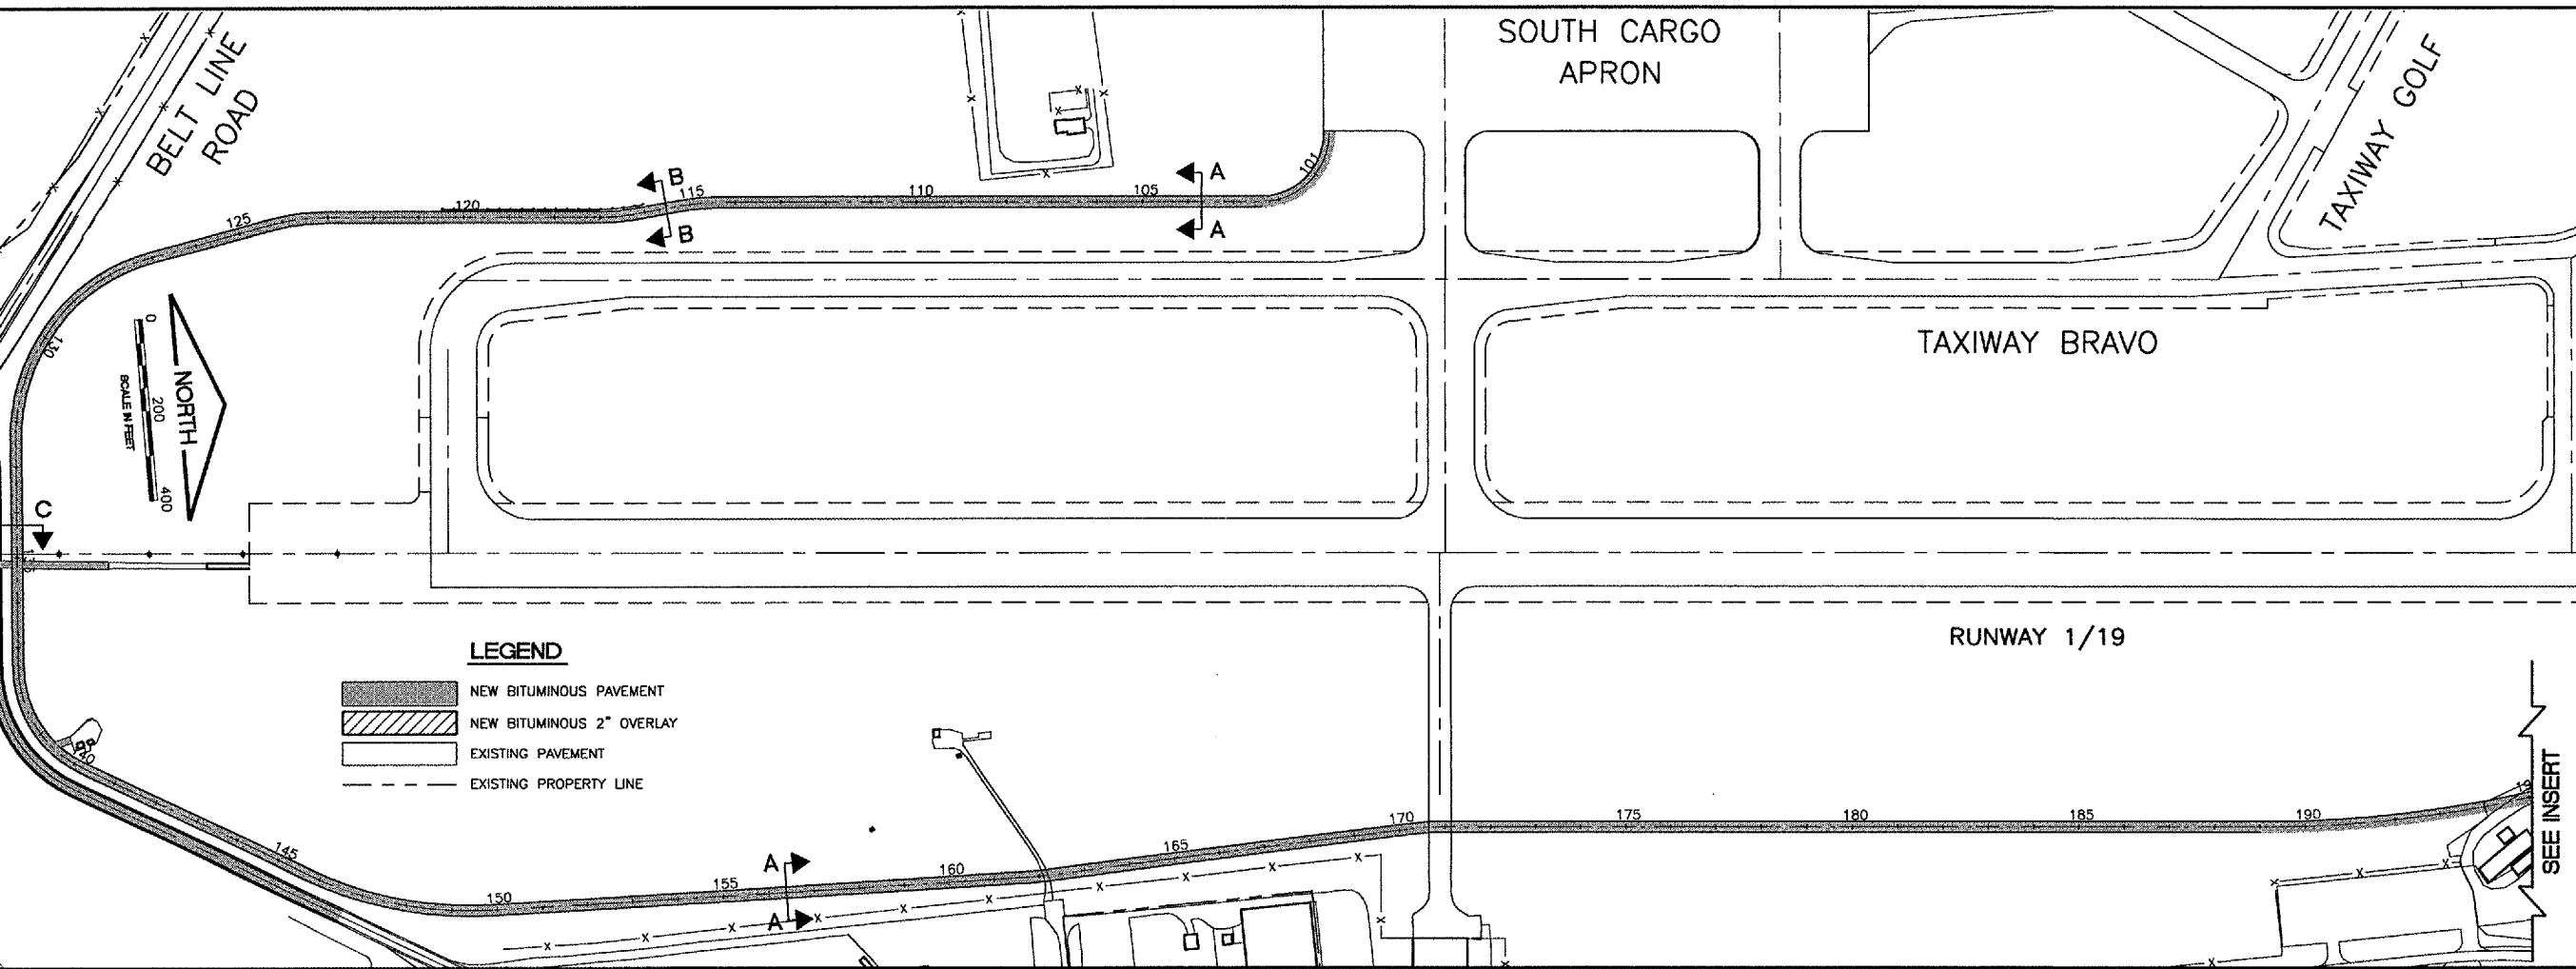 BELT LINE
ROAD
SOUTH CARGO
APRON
TAXIWAY GOLF
B
B
A
A
101
105
110
115
120
125
130
0
200
400
SCALE IN FEET
NORTH
TAXIWAY BRAVO
C
RUNWAY 1/19
LEGEND
NEW BITUMINOUS PAVEMENT
NEW BITUMINOUS 2" OVERLAY
EXISTING PAVEMENT
EXISTING PROPERTY LINE
145
150
155
160
165
170
175
180
185
190
A
A
SEE INSERT